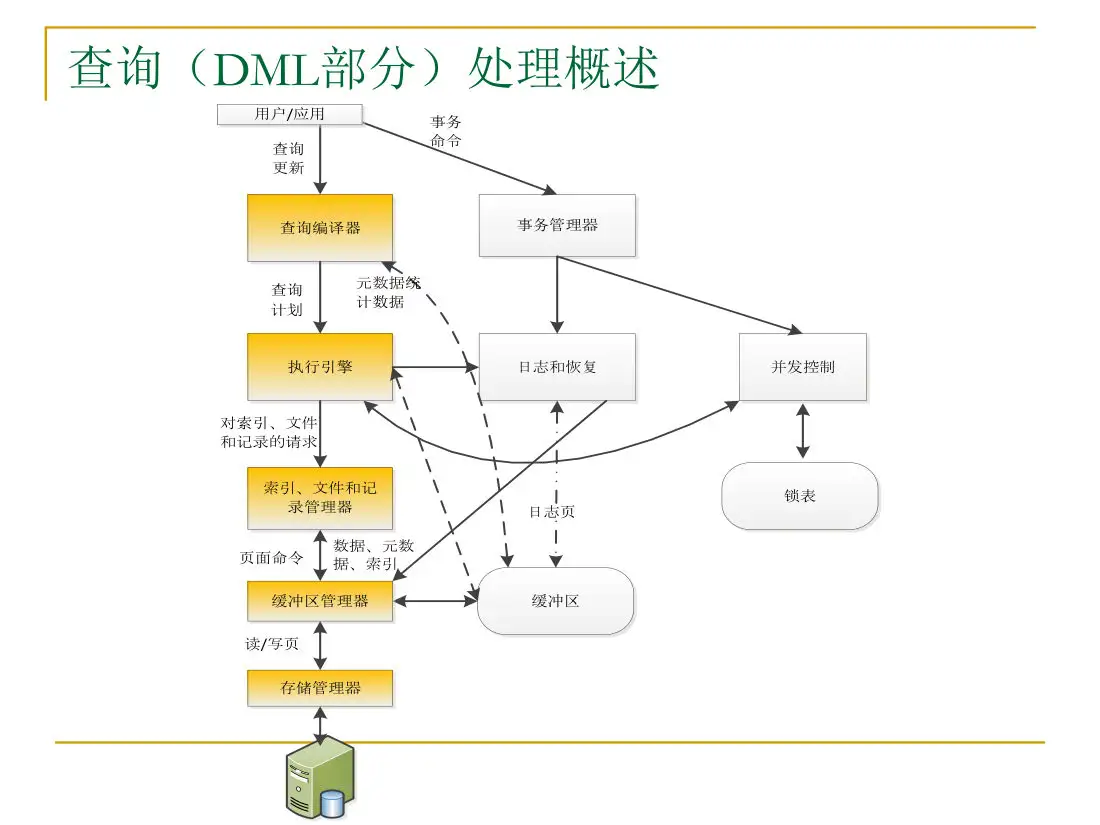 查询（DML部分）处理概述
用户/应用
事务
命令
查询
更新
查询编译器
事务管理器
查询
计划
元数据统
计数据
执行引擎
日志和恢复
并发控制
对索引、文件
和记录的请求
索引、文件和记
录管理器
锁表
日志页
页面命令
数据、元数
据、索引
缓冲区管理器
缓冲区
读/写页
存储管理器